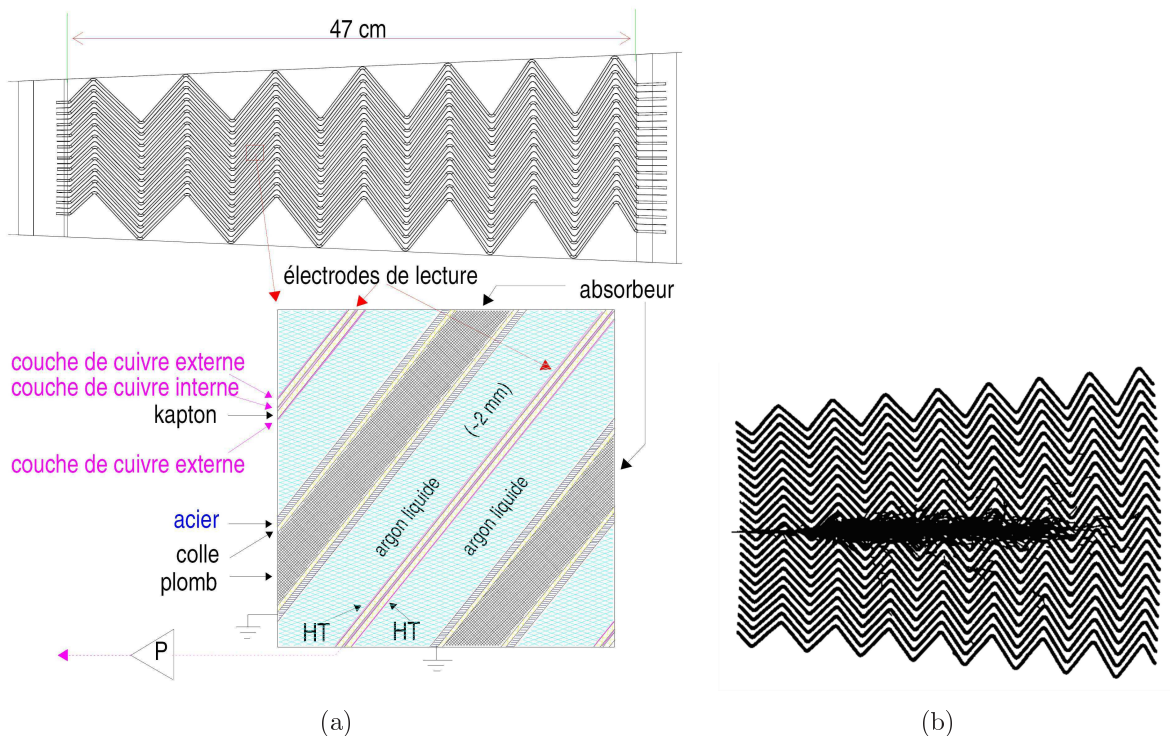 47 cm
électrodes de lecture
absorbeur
couche de cuivre externe
couche de cuivre interne
kapton
couche de cuivre externe
(~2 mm)
argon liquide
argon liquide
acier
colle
plomb
HT
HT
P
(a)
(b)